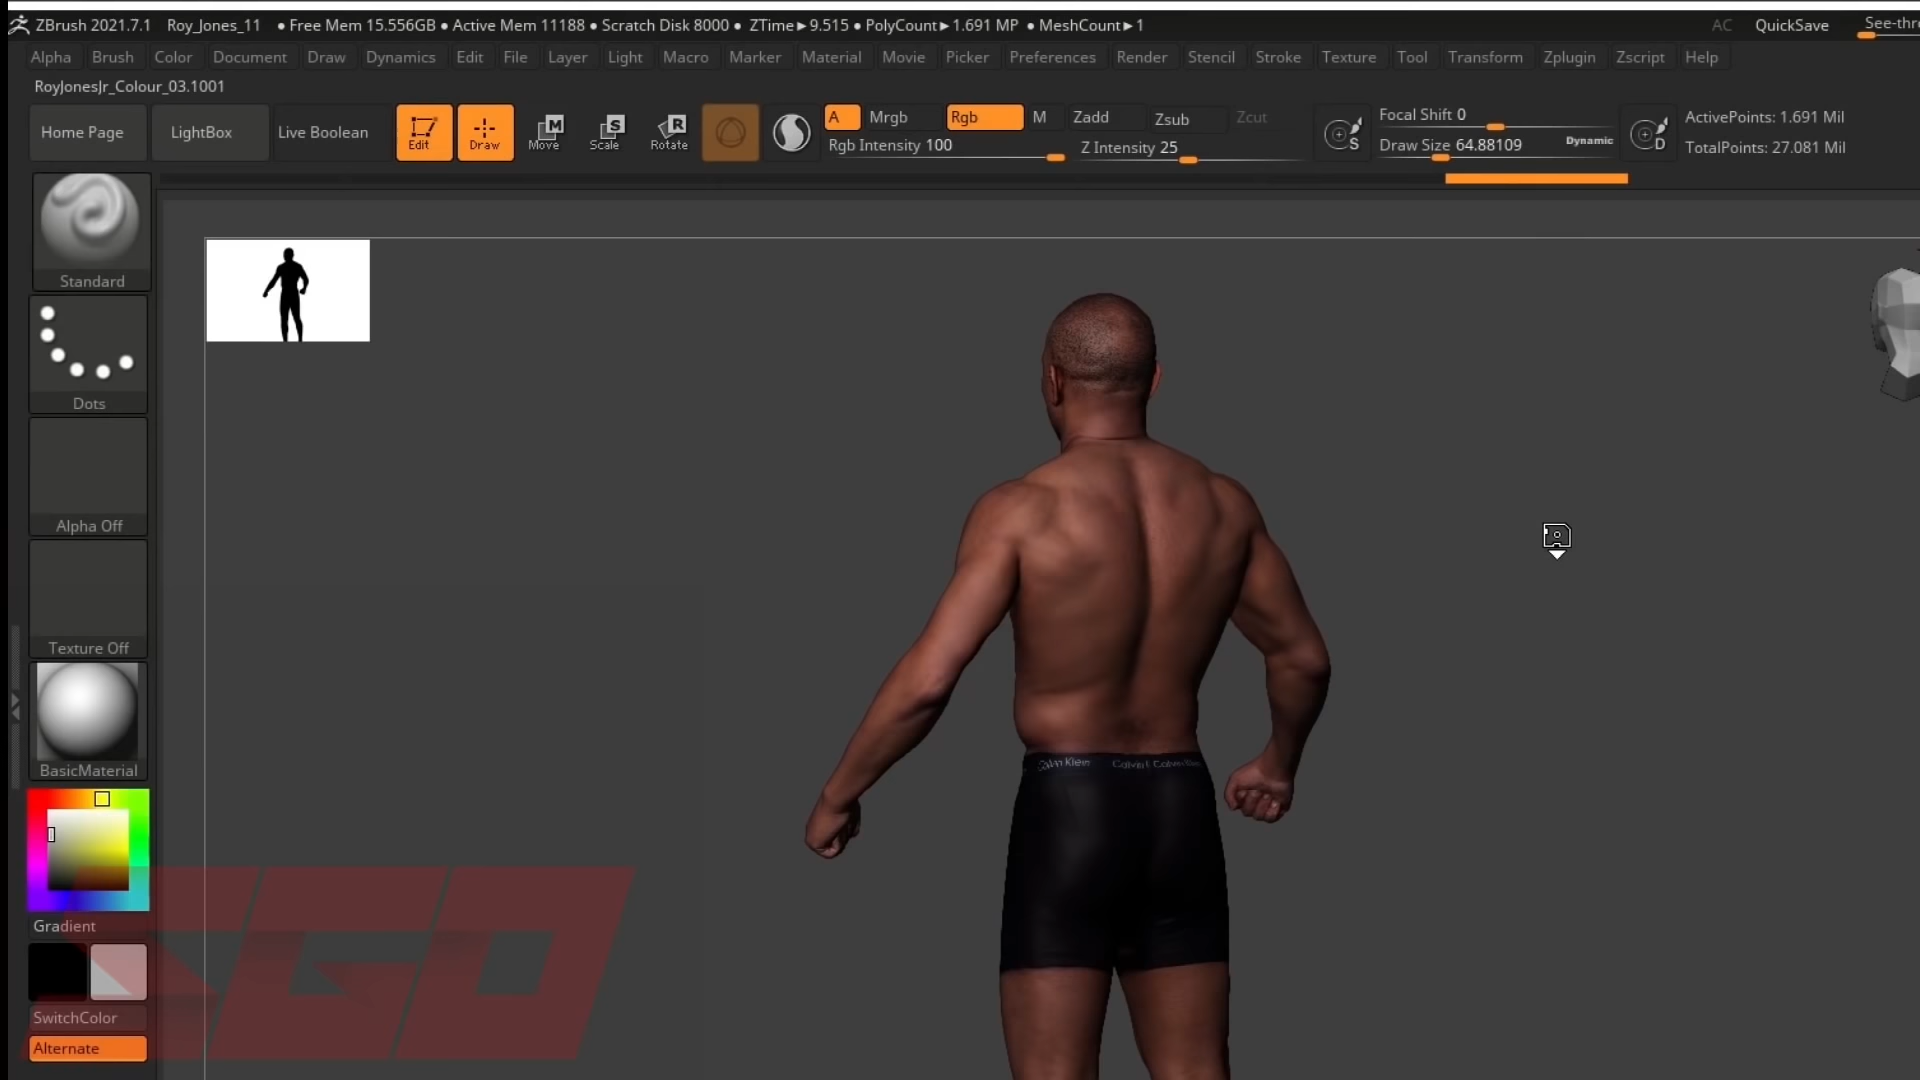 ZBrush 2021.7.1 Roy_Jones_11 • Free Mem 15.556GB • Active Mem 11188 • Scratch Disk 8000 • ZTime►9.515 • PolyCount►1.691 MP • MeshCount►1 AC QuickSave See-thr
Alpha Brush Color Document Draw Dynamics Edit File Layer Light Macro Marker Material Movie Picker Preferences Render Stencil Stroke Texture Tool Transform Zplugin Zscript Help
RoyJonesJr_Colour_03.1001
Home Page LightBox Live Boolean Edit Draw M Move S Scale R Rotate A Mrgb Rgb M Zadd Zsub Zcut
Rgb Intensity 100 Z Intensity 25
S Focal Shift 0
Draw Size 64.88109 Dynamic
D ActivePoints: 1.691 Mil
TotalPoints: 27.081 Mil
Standard
Dots
Alpha Off
Texture Off
BasicMaterial
Gradient
SwitchColor
Alternate
Calvin Klein
SGO